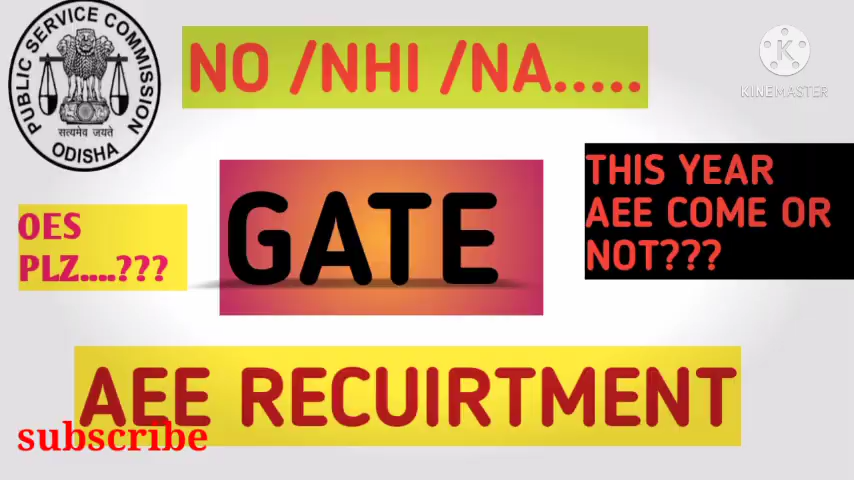 PUBLIC SERVICE COMMISSION
सत्यमेव जयते
ODISHA
NO /NHI /NA.....
KINEMASTER
GATE
THIS YEAR
AEE COME OR
NOT???
OES
PLZ....???
AEE RECUIRTMENT
subscribe